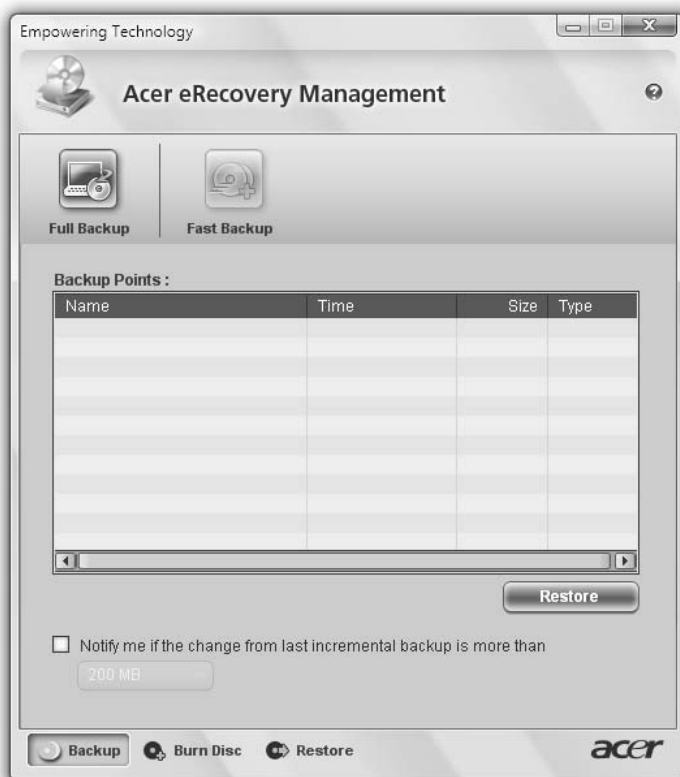 Empowering Technology
Acer eRecovery Management
Full Backup
Fast Backup
Backup Points :
Name Time Size Type
Restore
Notify me if the change from last incremental backup is more than
200 MB
Backup Burn Disc Restore
acer